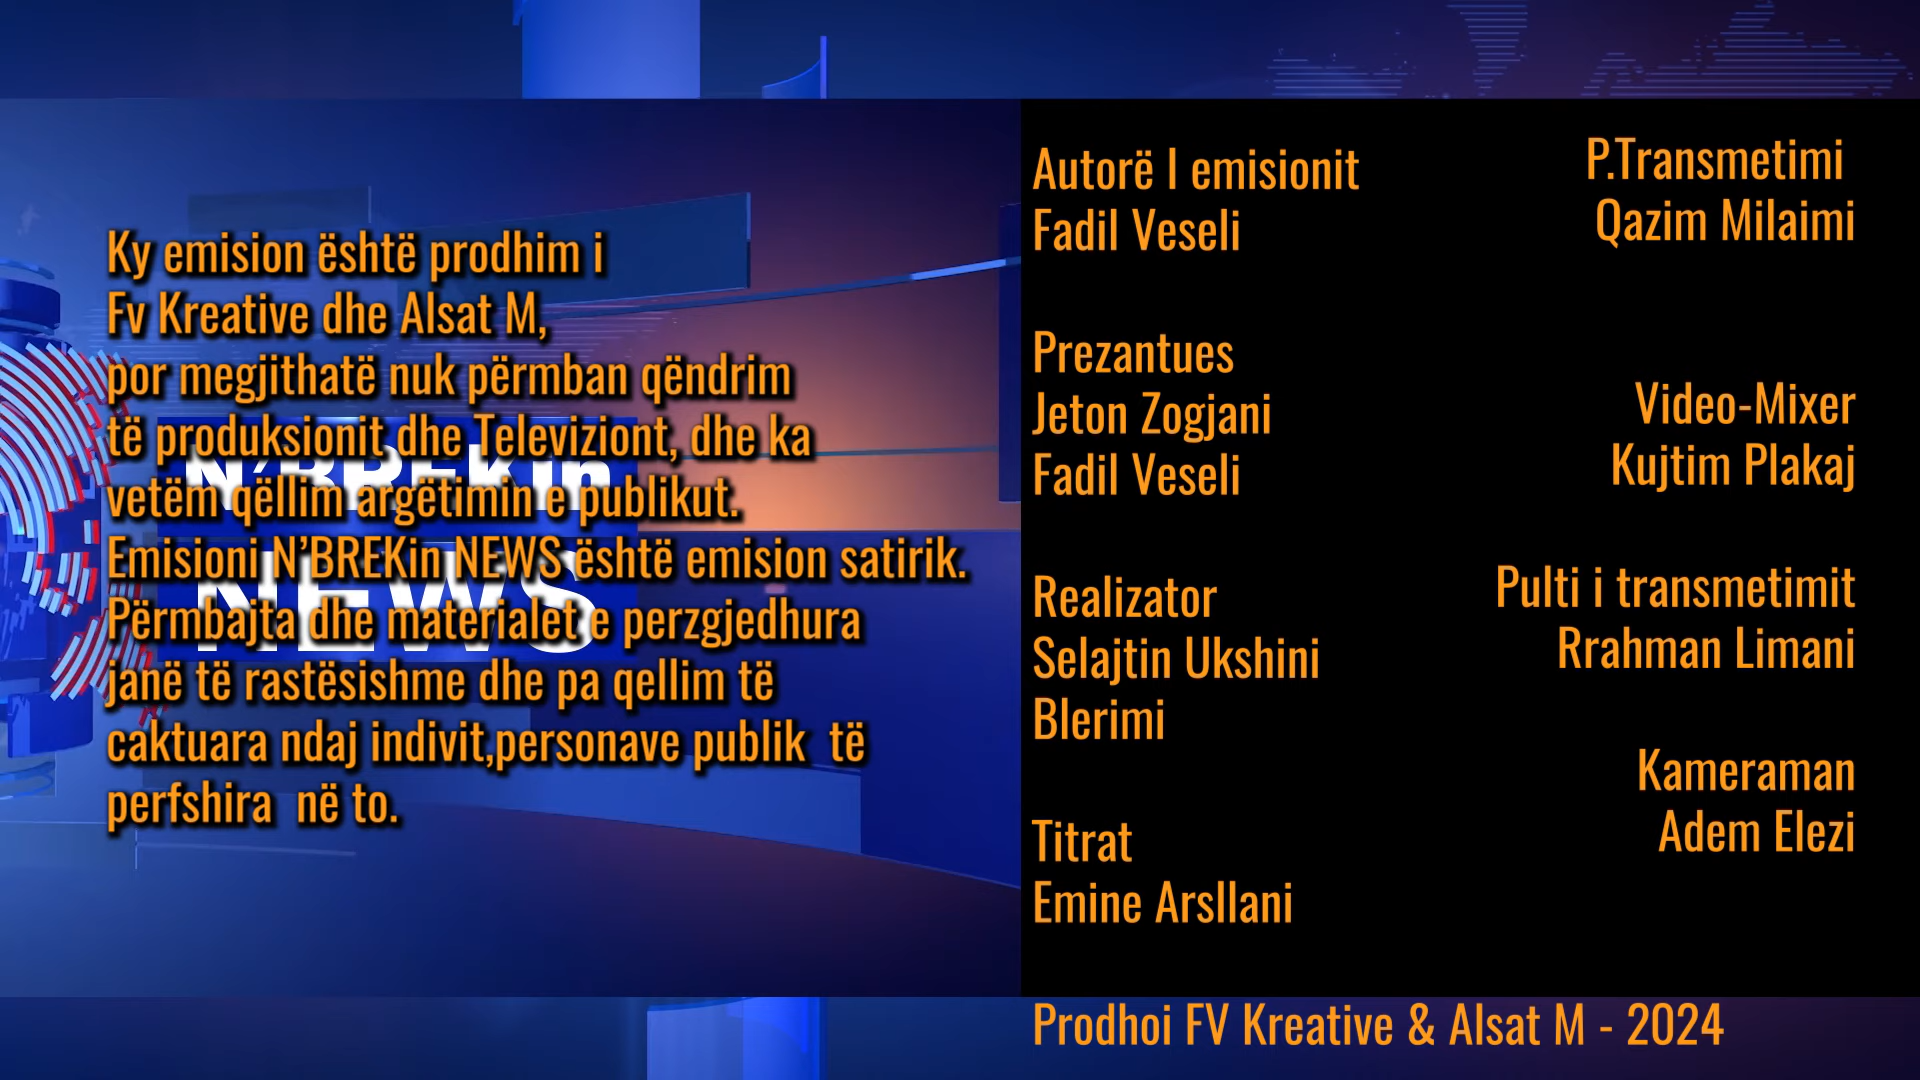 Ky emision është prodhim i
Fv Kreative dhe Alsat M,
por megjithatë nuk përmban qëndrim
të produksionit dhe Televiziont, dhe ka
vetëm qëllim argëtimin e publikut.
Emisioni N’BREKin NEWS është emision satirik.
Përmbajta dhe materialet e perzgjedhura
janë të rastësishme dhe pa qellim të
caktuara ndaj indivit,personave publik  të
perfshira  në to.
N’BREKin
NEWS
Autorë I emisionit
Fadil Veseli
Prezantues
Jeton Zogjani
Fadil Veseli
Realizator
Selajtin Ukshini
Blerimi
Titrat
Emine Arsllani
P.Transmetimi
Qazim Milaimi
Video-Mixer
Kujtim Plakaj
Pulti i transmetimit
Rrahman Limani
Kameraman
Adem Elezi
Prodhoi FV Kreative & Alsat M - 2024